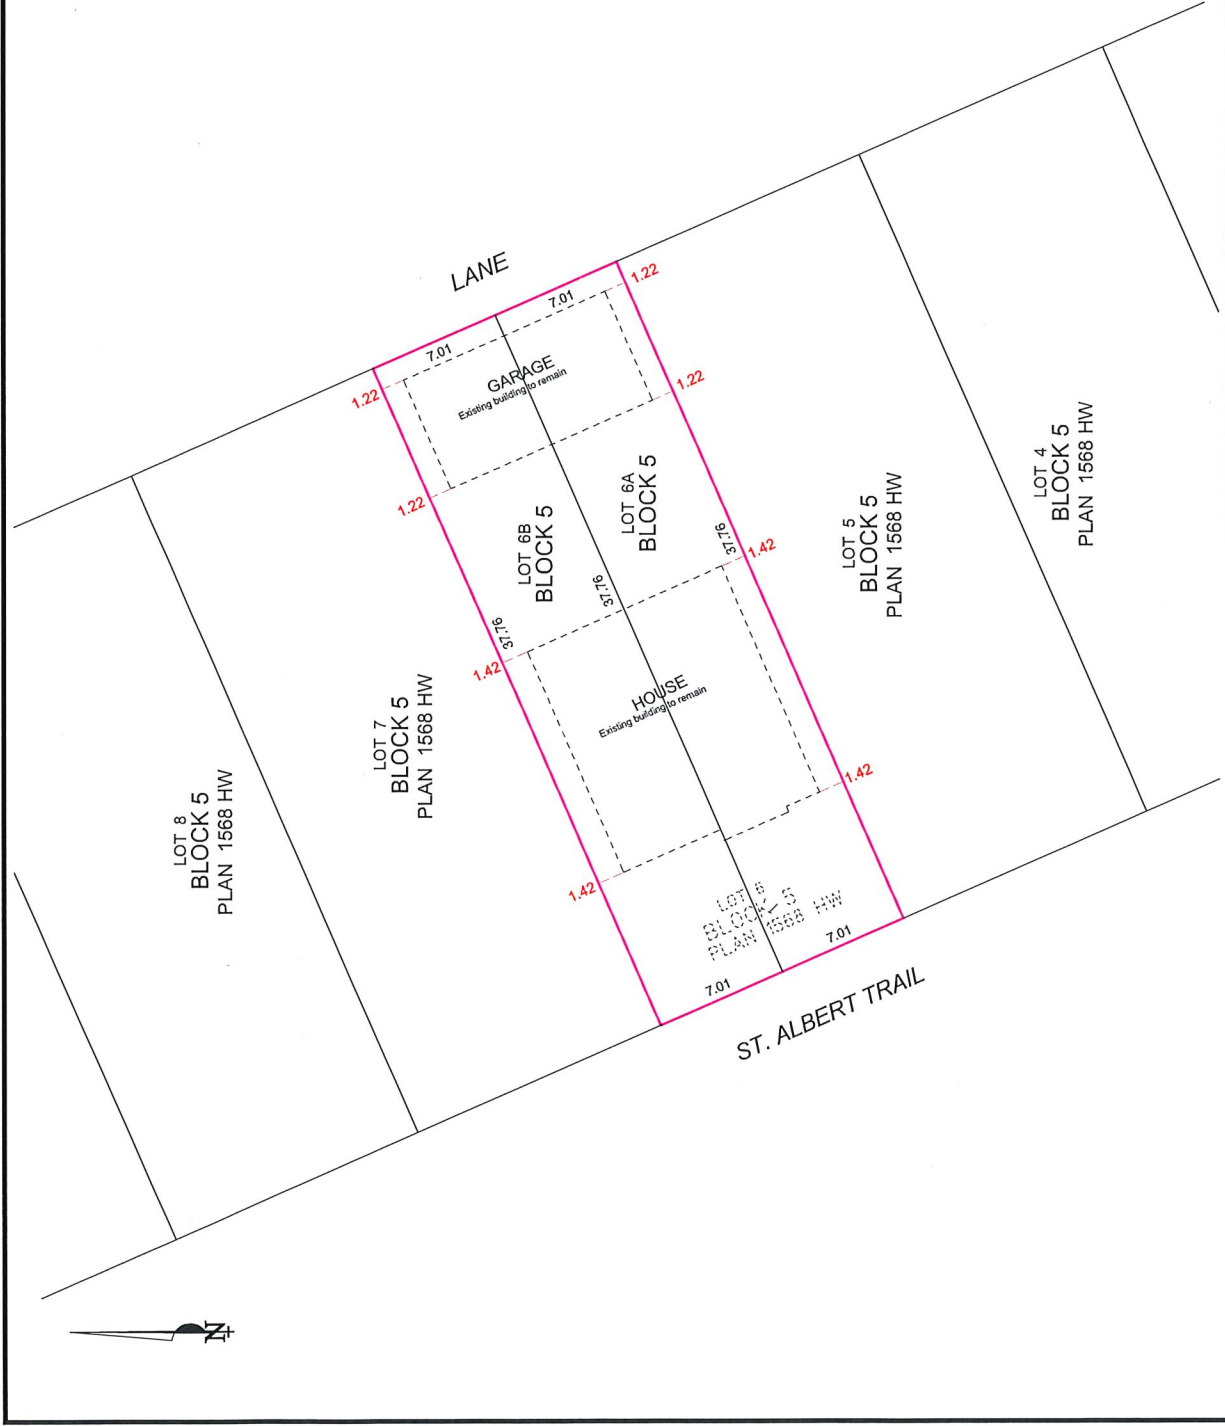 LANE
7.01
7.01
1.22
1.22
1.22
1.22
GARAGE
Existing building to remain
LOT 6B
BLOCK 5
LOT 6A
BLOCK 5
37.76
37.76
37.76
1.42
1.42
1.42
1.42
HOUSE
Existing building to remain
LOT 4
BLOCK 5
PLAN 1568 HW
LOT 5
BLOCK 5
PLAN 1568 HW
LOT 7
BLOCK 5
PLAN 1568 HW
LOT 8
BLOCK 5
PLAN 1568 HW
LOT 6
BLOCK 5
PLAN 1568 HW
7.01
7.01
ST. ALBERT TRAIL
N